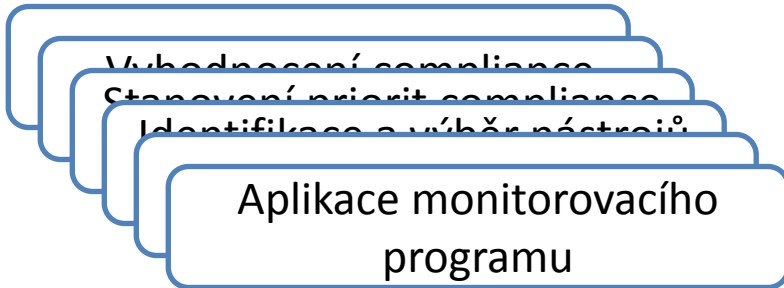 Vyhodnocení compliance
Stanovení priorit compliance
Identifikace a výběr nástrojů
Aplikace monitorovacího
programu